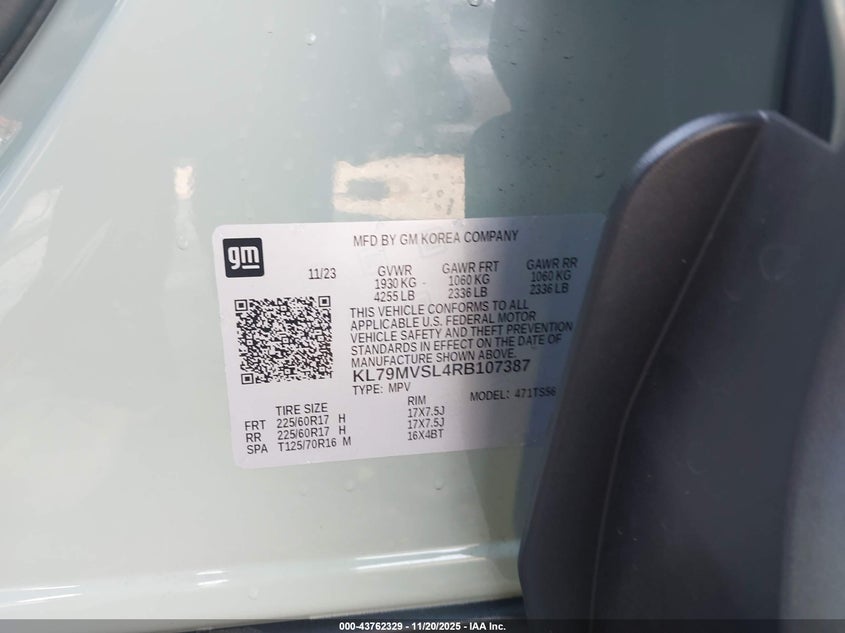 gm
MFD BY GM KOREA COMPANY
11/23 GVWR GAWR FRT GAWR RR
1930 KG - 1060 KG 1060 KG
4255 LB 2336 LB 2336 LB
THIS VEHICLE CONFORMS TO ALL
APPLICABLE U.S. FEDERAL MOTOR
VEHICLE SAFETY AND THEFT PREVENTION
STANDARDS IN EFFECT ON THE DATE OF
MANUFACTURE SHOWN ABOVE.
KL79MVSL4RB107387
TYPE: MPV MODEL: 471TS56
TIRE SIZE RIM
FRT 225/60R17 H 17X7.5J
RR 225/60R17 H 17X7.5J
SPA T125/70R16 M 16X4BT
000-43762329 - 11/20/2025 - IAA Inc.